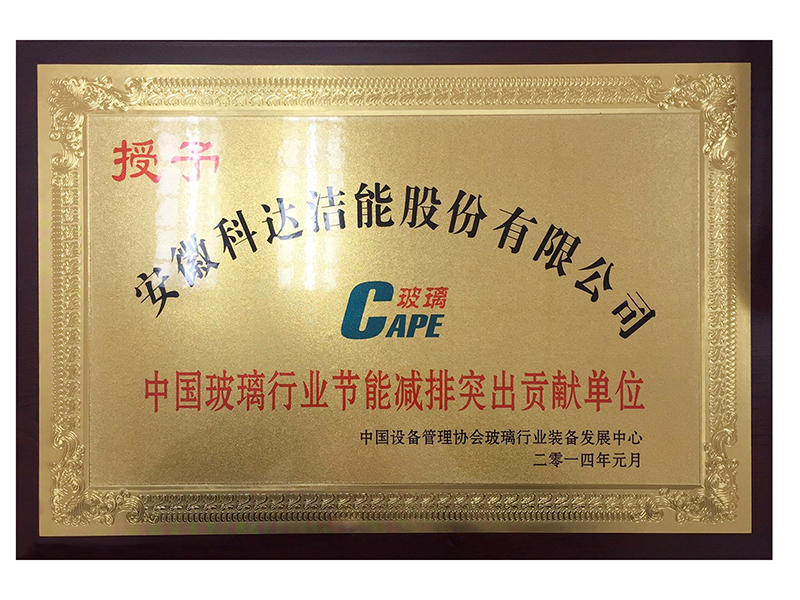 授予
安徽科达洁能股份有限公司
CAPE 玻璃
中国玻璃行业节能减排突出贡献单位
中国设备管理协会玻璃行业装备发展中心
二零一四年元月